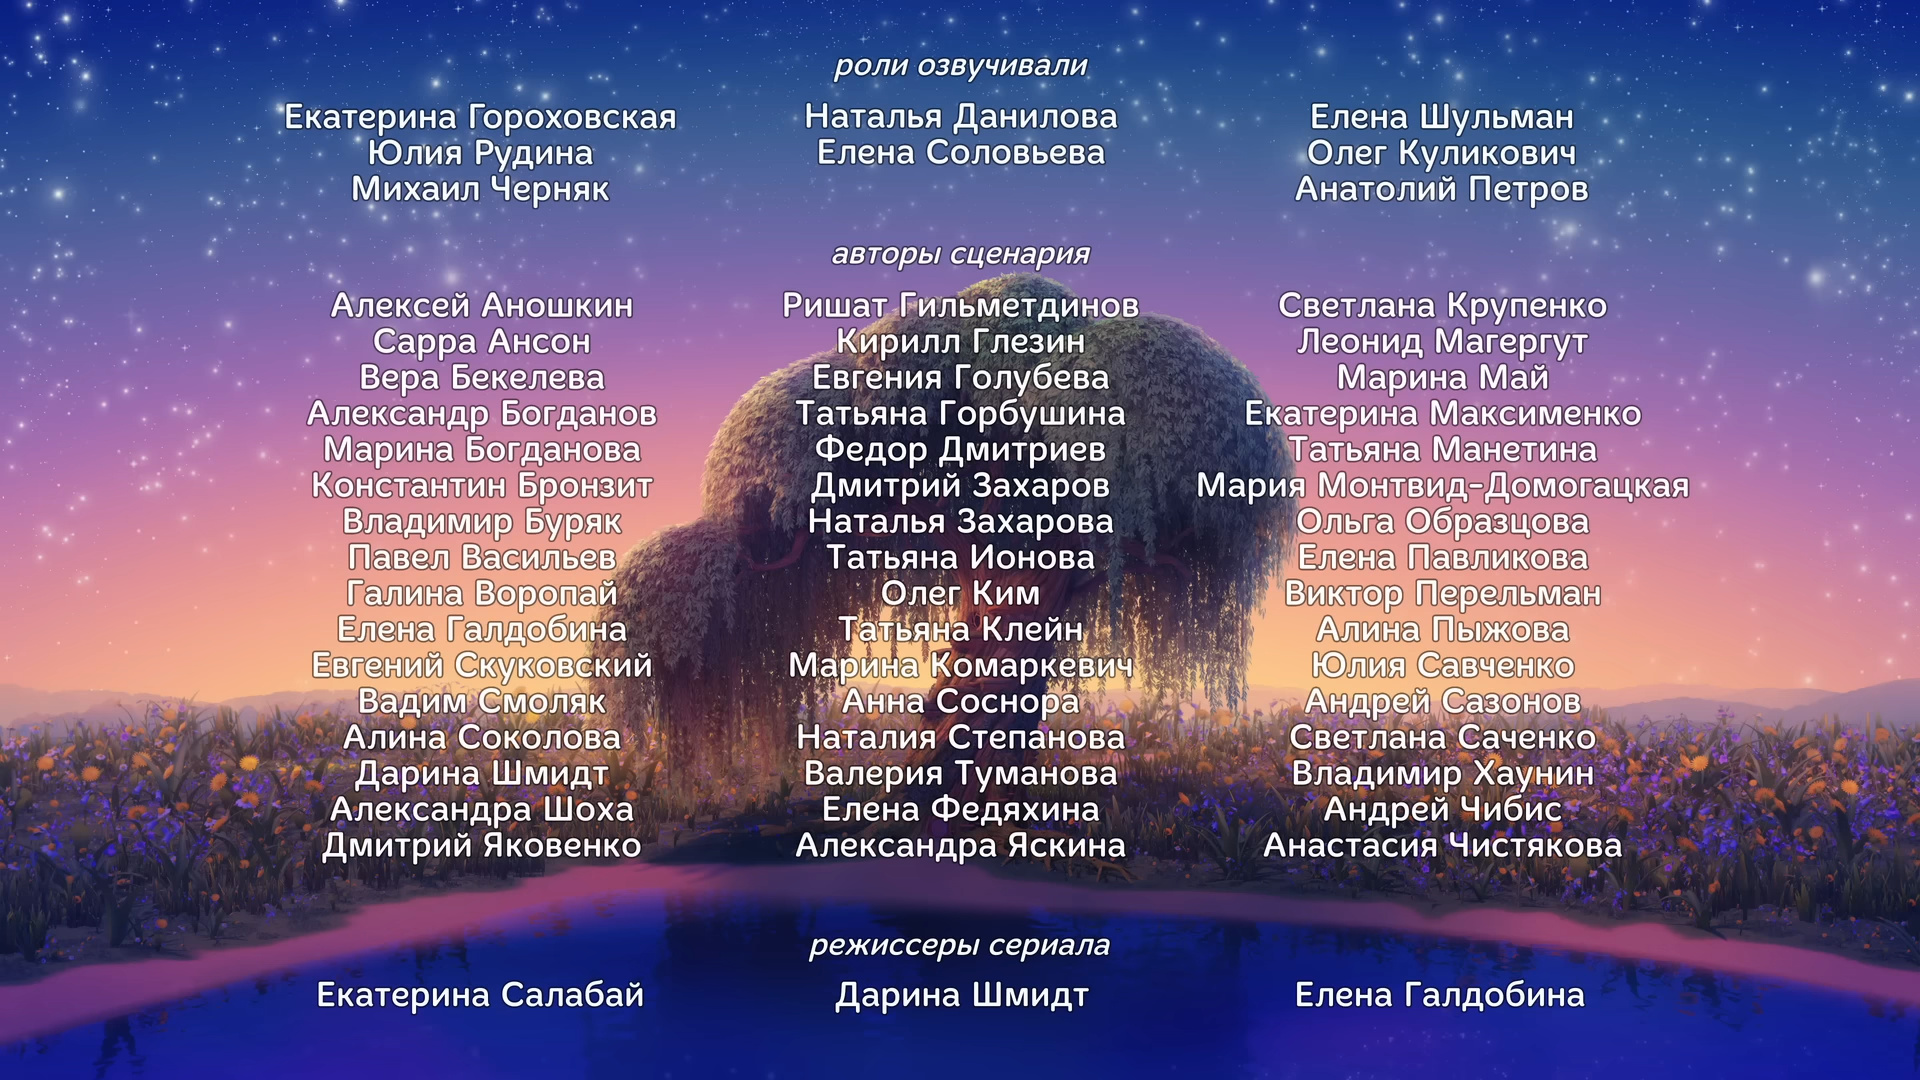 роли озвучивали
Екатерина Гороховская
Юлия Рудина
Михаил Черняк
Наталья Данилова
Елена Соловьева
Елена Шульман
Олег Куликович
Анатолий Петров
авторы сценария
Алексей Аношкин
Сарра Ансон
Вера Бекелева
Александр Богданов
Марина Богданова
Константин Бронзит
Владимир Буряк
Павел Васильев
Галина Воропай
Елена Галдобина
Евгений Скуковский
Вадим Смоляк
Алина Соколова
Дарина Шмидт
Александра Шоха
Дмитрий Яковенко
Ришат Гильметдинов
Кирилл Глезин
Евгения Голубева
Татьяна Горбушина
Федор Дмитриев
Дмитрий Захаров
Наталья Захарова
Татьяна Ионова
Олег Ким
Татьяна Клейн
Марина Комаркевич
Анна Соснора
Наталия Степанова
Валерия Туманова
Елена Федяхина
Александра Яскина
Светлана Крупенко
Леонид Магергут
Марина Май
Екатерина Максименко
Татьяна Манетина
Мария Монтвид-Домогацкая
Ольга Образцова
Елена Павликова
Виктор Перельман
Алина Пыжова
Юлия Савченко
Андрей Сазонов
Светлана Саченко
Владимир Хаунин
Андрей Чибис
Анастасия Чистякова
режиссеры сериала
Екатерина Салабай
Дарина Шмидт
Елена Галдобина